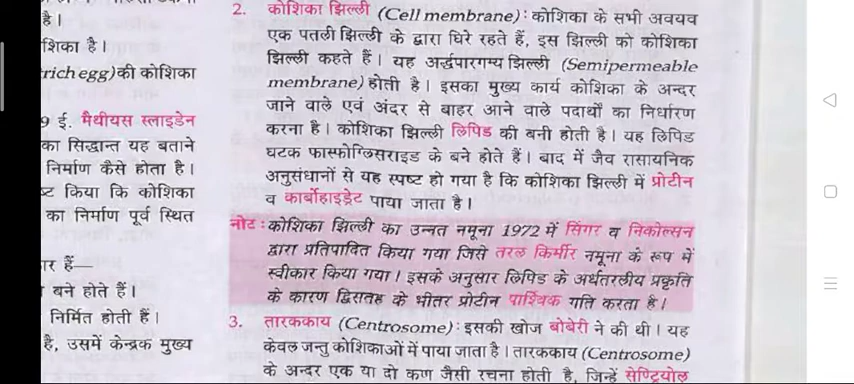 है।
शिका है।
rich egg) की कोशिका
9 ई. मैथीयस स्लाइडेन
का सिद्धान्त यह बताने
निर्माण कैसे होता है।
ष्ट किया कि कोशिका
का निर्माण पूर्व स्थित
गर हैं—
बने होते हैं।
निर्मित होती हैं।
है, उसमें केन्द्रक मुख्य
2. कोशिका झिल्ली (Cell membrane) : कोशिका के सभी अवयव
एक पतली झिल्ली के द्वारा घिरे रहते हैं, इस झिल्ली को कोशिका
झिल्ली कहते हैं। यह अर्द्धपारगम्य झिल्ली (Semipermeable
membrane) होती है। इसका मुख्य कार्य कोशिका के अन्दर
जाने वाले एवं अंदर से बाहर आने वाले पदार्थों का निर्धारण
करना है। कोशिका झिल्ली लिपिड की बनी होती है। यह लिपिड
घटक फास्फोग्लिसराइड के बने होते हैं। बाद में जैव रासायनिक
अनुसंधानों से यह स्पष्ट हो गया है कि कोशिका झिल्ली में प्रोटीन
व कार्बोहाइड्रेट पाया जाता है।
नोट : कोशिका झिल्ली का उन्नत नमूना 1972 में सिंगर व निकोल्सन
द्वारा प्रतिपादित किया गया जिसे तरल किर्मीर नमूना के रूप में
स्वीकार किया गया। इसके अनुसार लिपिड के अर्धतरलीय प्रकृति
के कारण द्विसतह के भीतर प्रोटीन पार्श्विक गति करता है।
3. तारककाय (Centrosome) : इसकी खोज बोबेरी ने की थी। यह
केवल जन्तु कोशिकाओं में पाया जाता है। तारककाय (Centrosome)
के अन्दर एक या दो कण जैसी रचना होती है, जिन्हें सेण्ट्रियोल